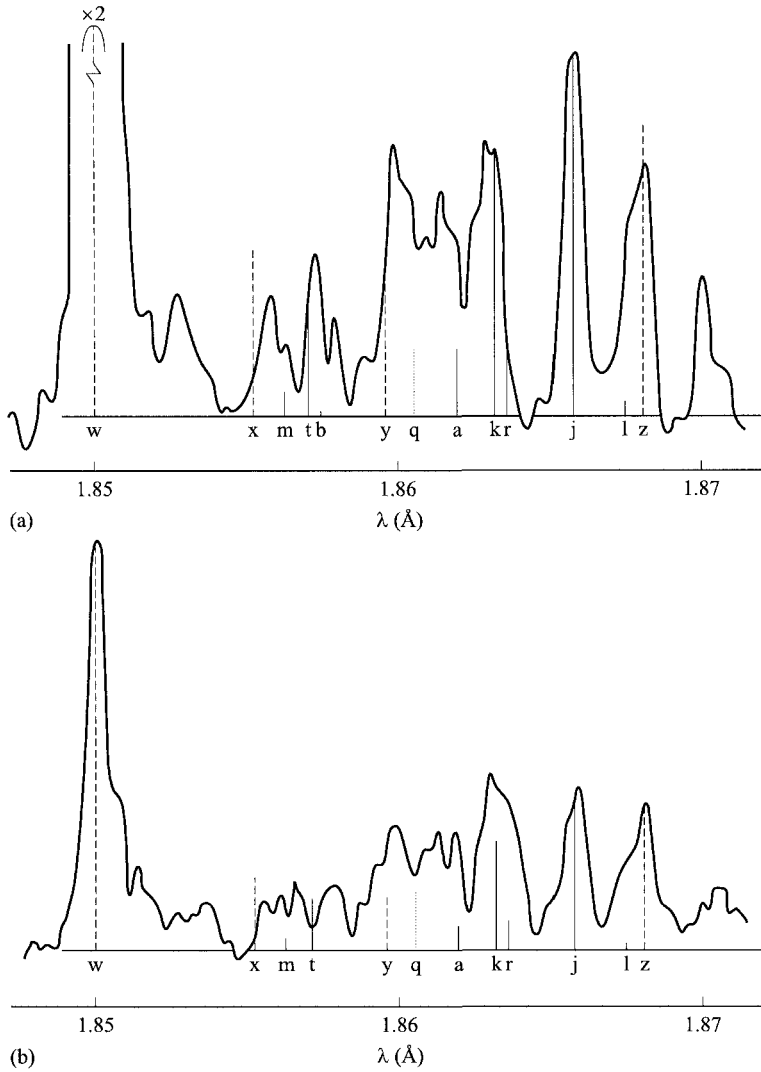 ×2
w x m t b y q a k r j l z
1.85 1.86 1.87
(a) λ (Å)
w x m t y q a k r j l z
1.85 1.86 1.87
(b) λ (Å)